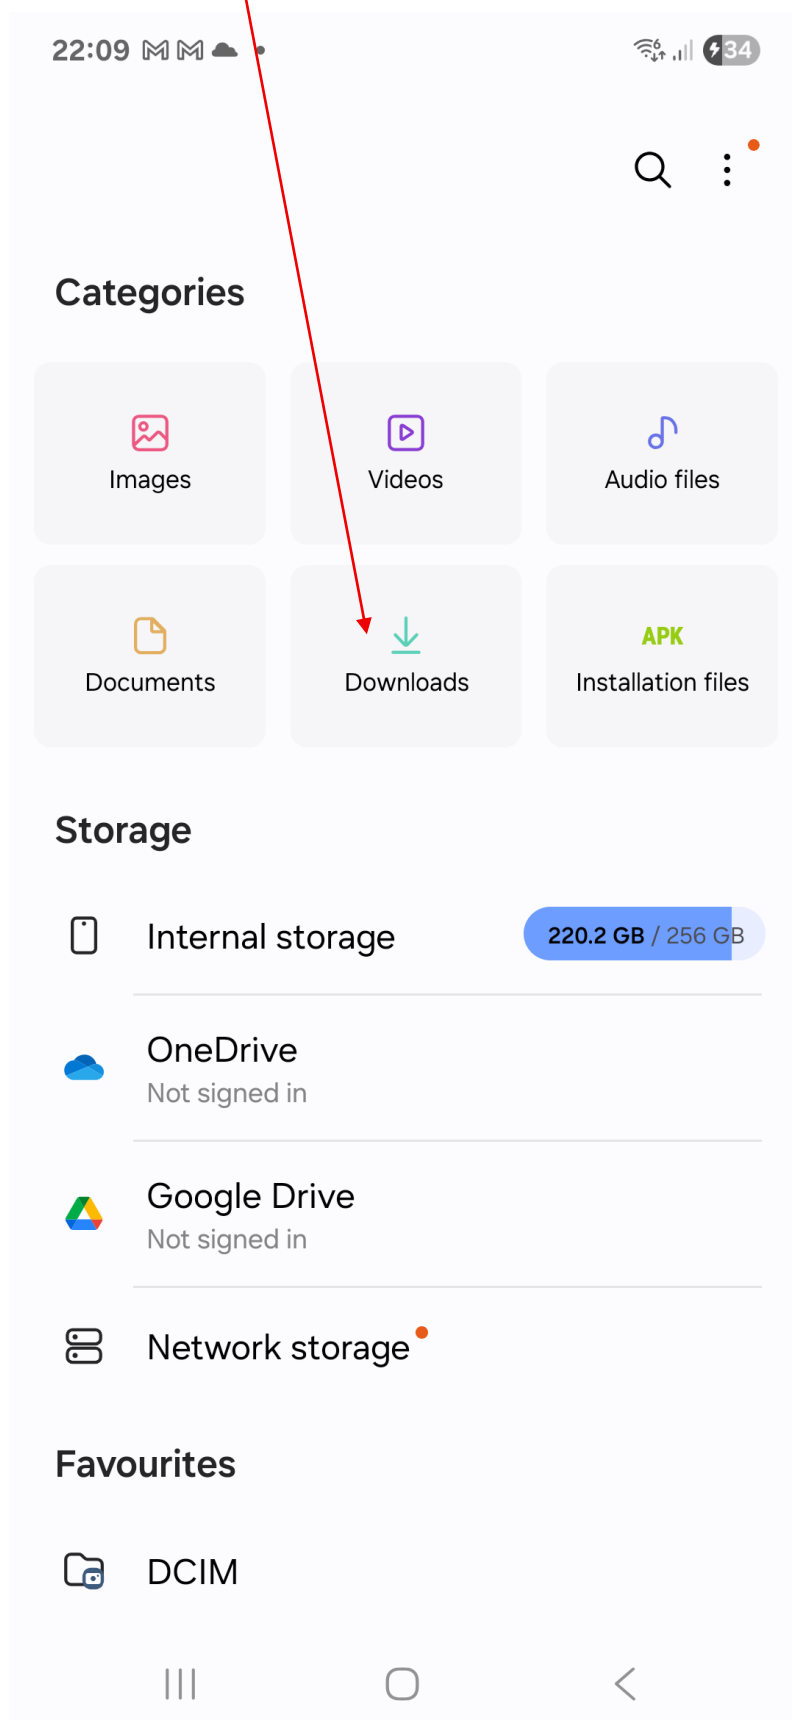 22:09
34
Categories
Images
Videos
Audio files
Documents
Downloads
APK
Installation files
Storage
Internal storage
220.2 GB / 256 GB
OneDrive
Not signed in
Google Drive
Not signed in
Network storage
Favourites
DCIM